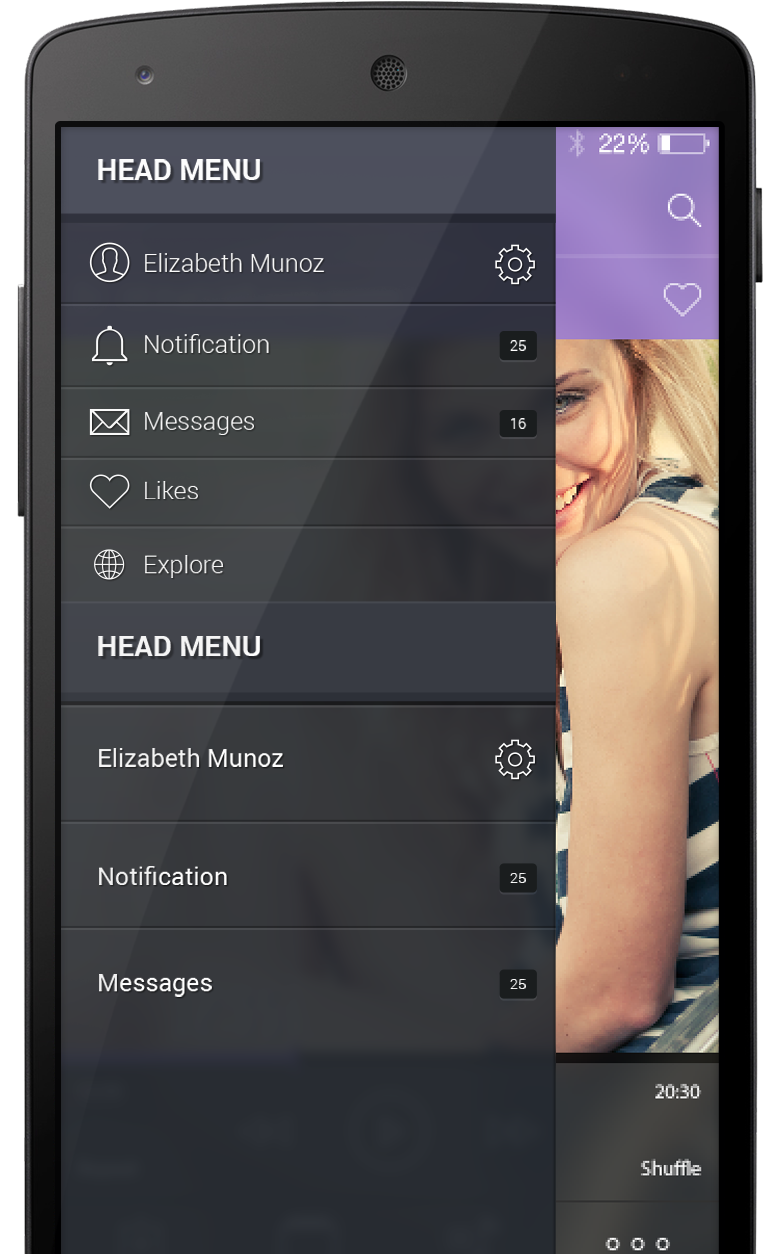 HEAD MENU
22%
Elizabeth Munoz
Notification 25
Messages 16
Likes
Explore
HEAD MENU
Elizabeth Munoz
Notification 25
Messages 25
20:30
Shuffle